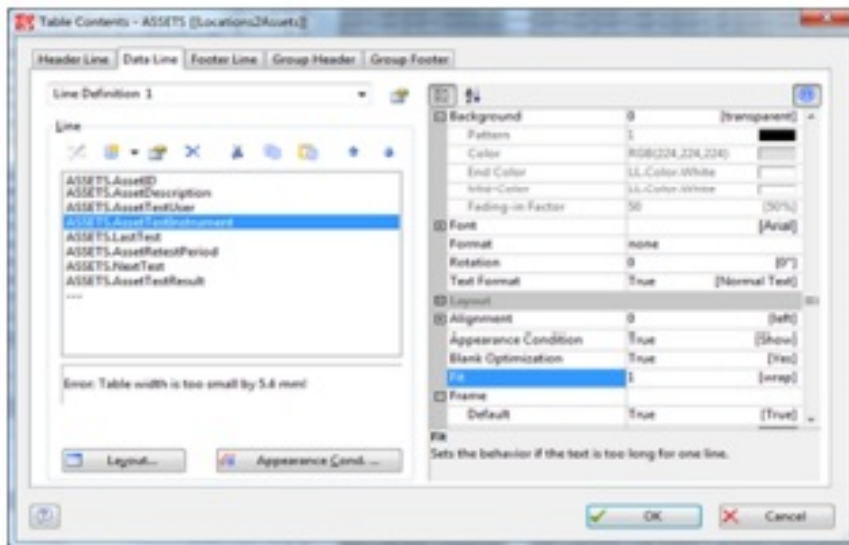 Table Contents - ASSETS [[Locations2Assets]]
Header Line Data Line Footer Line Group Header Group Footer
Line Definition 1
Line
ASSETS.AssetID
ASSETS.AssetDescription
ASSETS.AssetTestUser
ASSETS.AssetTestInstrument
ASSETS.LastTest
ASSETS.AssetRetestPeriod
ASSETS.NextTest
ASSETS.AssetTestResult
----
Error: Table width is too small by 5.6 mm!
Layout...
Appearance Cond. ...
Background 0 [transparent]
Pattern 1
Color RGB(224,224,224)
End Color LL.Color.White
Mid-Color LL.Color.White
Fading-in Factor 50 [50%]
Font [Arial]
Format none
Rotation 0 [0°]
Text Format True [Normal Text]
Layout
Alignment 0 [left]
Appearance Condition True [Show]
Blank Optimization True [Yes]
Fit 1 [wrap]
Frame
Default True [True]
Fit
Sets the behavior if the text is too long for one line.
OK
Cancel